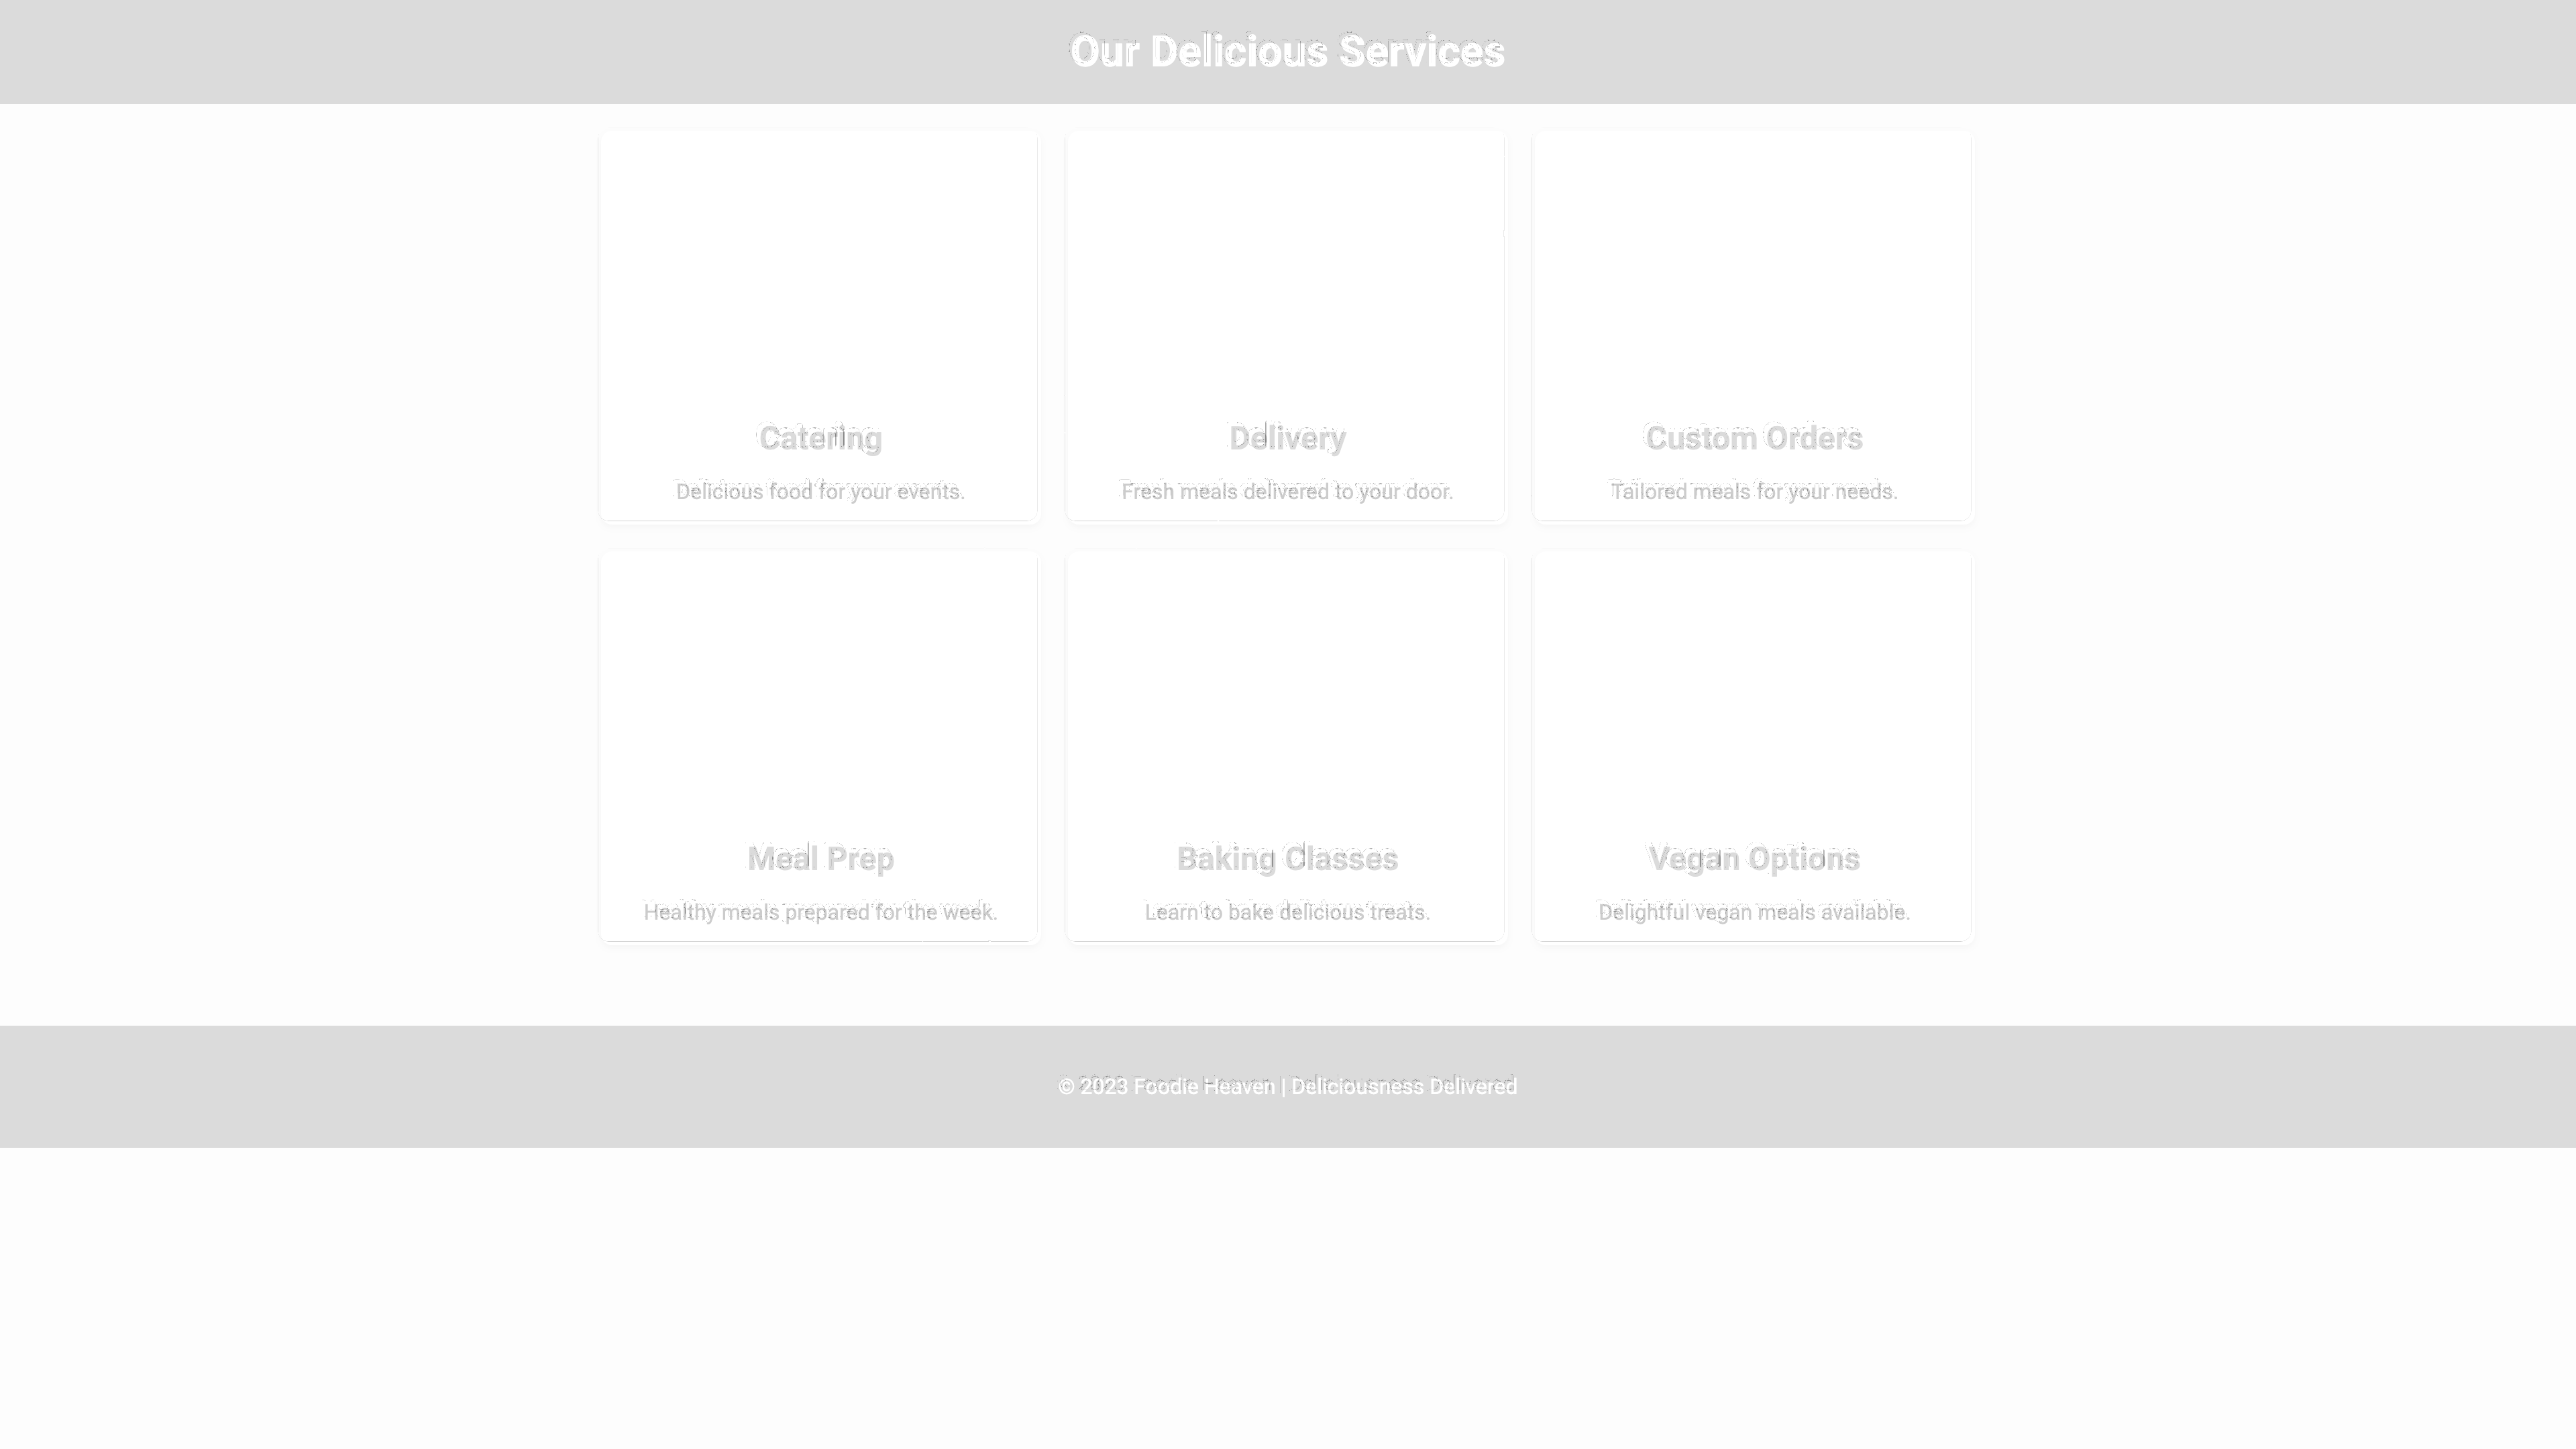 Our Delicious Services
Catering
Delicious food for your events.
Delivery
Fresh meals delivered to your door.
Custom Orders
Tailored meals for your needs.
Meal Prep
Healthy meals prepared for the week.
Baking Classes
Learn to bake delicious treats.
Vegan Options
Delightful vegan meals available.
© 2023 Foodie Heaven | Deliciousness Delivered